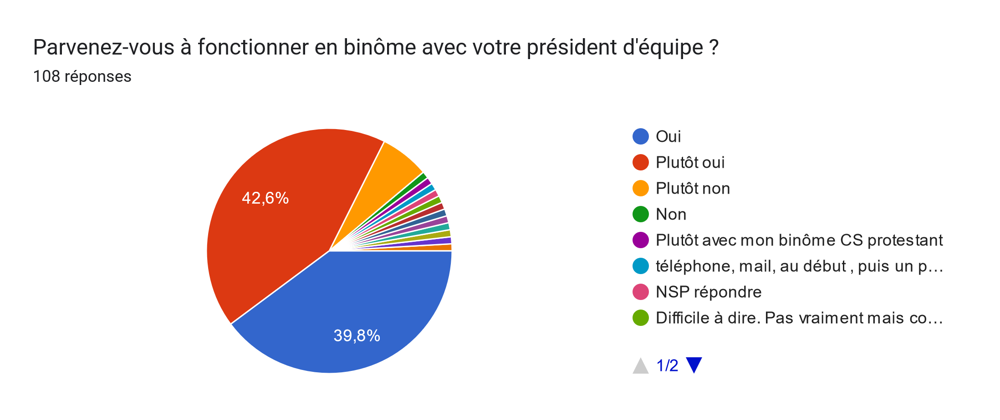 Parvenez-vous à fonctionner en binôme avec votre président d'équipe ?
108 réponses
42,6%
39,8%
Oui
Plutôt oui
Plutôt non
Non
Plutôt avec mon binôme CS protestant
téléphone, mail, au début , puis un p…
NSP répondre
Difficile à dire. Pas vraiment mais co…
1/2